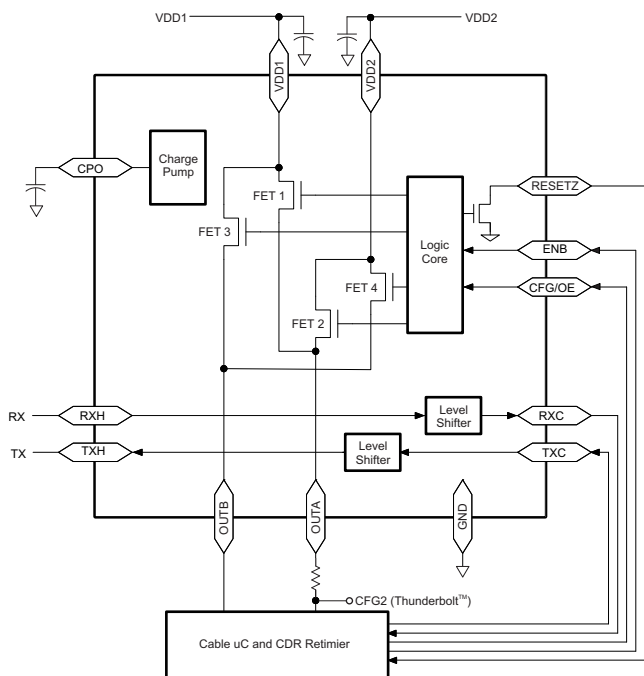 VDD1
VDD2
VDD1
VDD2
CPO
Charge
Pump
FET 1
FET 3
FET 4
FET 2
Logic
Core
RESETZ
ENB
CFG/OE
RX
RXH
Level
Shifter
RXC
TX
TXH
Level
Shifter
TXC
OUTB
OUTA
GND
CFG2 (Thunderbolt™)
Cable uC and CDR Retimier